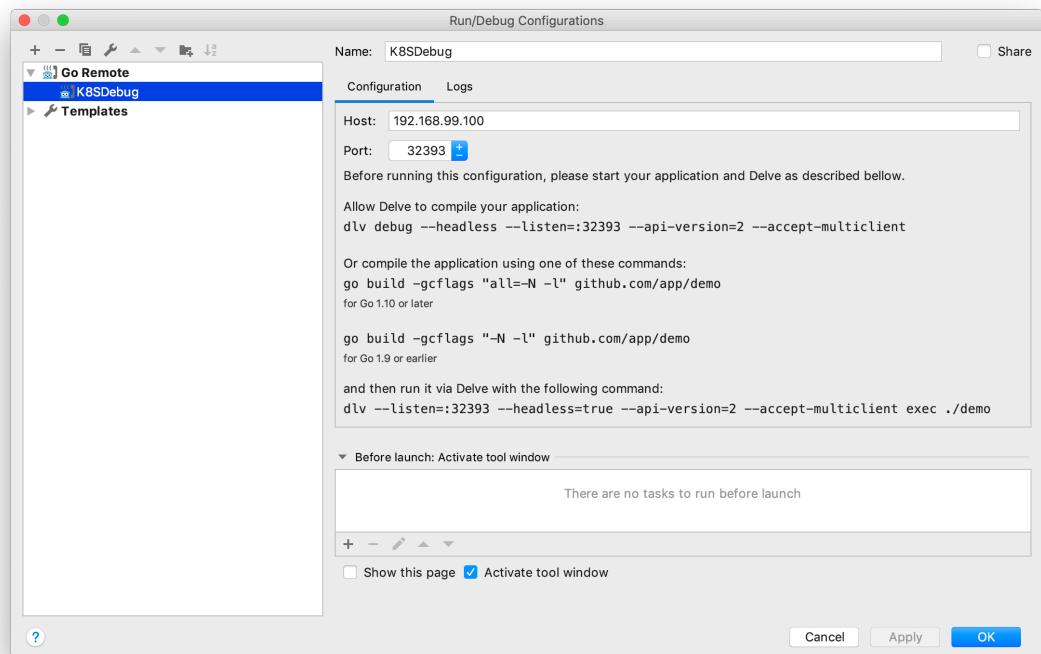 Run/Debug Configurations
Name: K8SDebug
Share
Go Remote
K8SDebug
Templates
Configuration Logs
Host: 192.168.99.100
Port: 32393
Before running this configuration, please start your application and Delve as described bellow.
Allow Delve to compile your application:
dlv debug --headless --listen=:32393 --api-version=2 --accept-multiclient
Or compile the application using one of these commands:
go build -gcflags "all=-N -l" github.com/app/demo
for Go 1.10 or later
go build -gcflags "-N -l" github.com/app/demo
for Go 1.9 or earlier
and then run it via Delve with the following command:
dlv --listen=:32393 --headless=true --api-version=2 --accept-multiclient exec ./demo
Before launch: Activate tool window
There are no tasks to run before launch
Show this page Activate tool window
? Cancel Apply OK